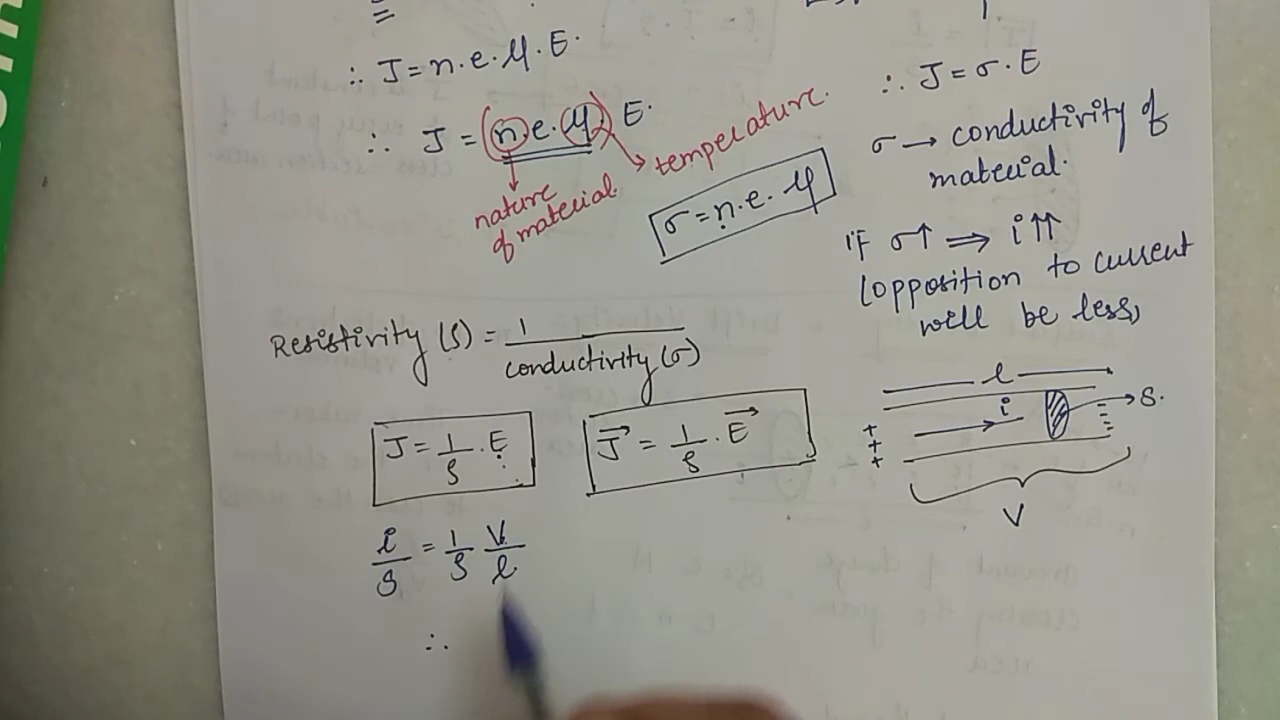 ∴ J = n.e.μ.E.
∴ J = (n.e.μ) E.
nature of material
temperature.
σ = n.e.μ
∴ J = σ.E
σ → conductivity of
material.
if σ↑ ⟹ i↑↑
(opposition to current
will be less,
Resistivity (ρ) = 1 / conductivity (σ)
J = 1/ρ . E
J⃗ = 1/ρ . E⃗
l
i
S.
+ + +
V
i/S = 1/ρ V/l
∴